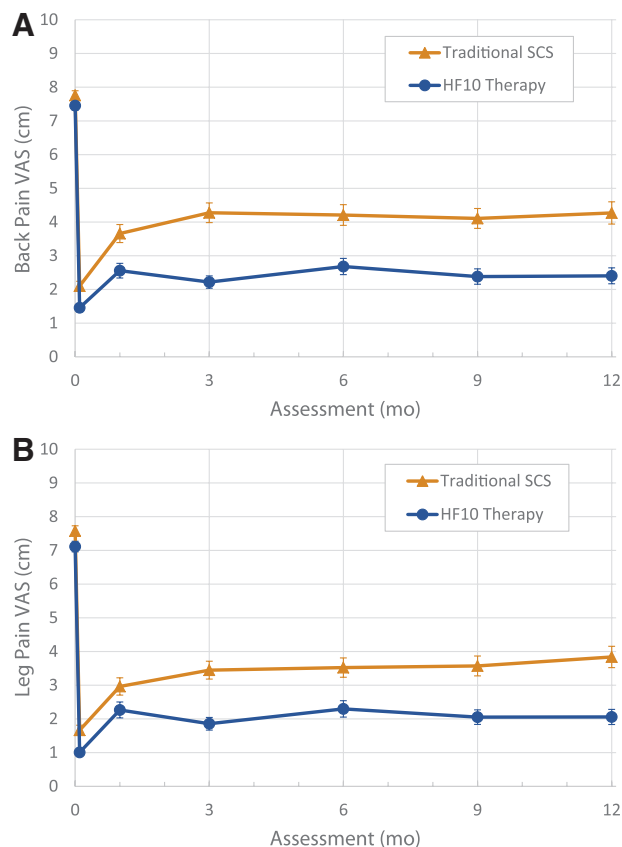 A
10
9
8
7
6
5
4
3
2
1
0
Back Pain VAS (cm)
Traditional SCS
HF10 Therapy
0 3 6 9 12
Assessment (mo)
B
10
9
8
7
6
5
4
3
2
1
0
Leg Pain VAS (cm)
Traditional SCS
HF10 Therapy
0 3 6 9 12
Assessment (mo)